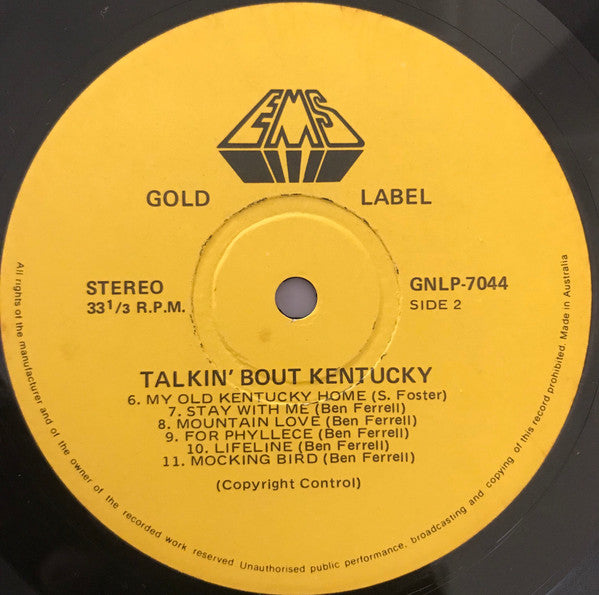 EMS
GOLD LABEL
STEREO
33 1/3 R.P.M.
GNLP-7044
SIDE 2
TALKIN' BOUT KENTUCKY
6. MY OLD KENTUCKY HOME (S. Foster)
7. STAY WITH ME (Ben Ferrell)
8. MOUNTAIN LOVE (Ben Ferrell)
9. FOR PHYLLECE (Ben Ferrell)
10. LIFELINE (Ben Ferrell)
11. MOCKING BIRD (Ben Ferrell)
(Copyright Control)
All rights of the manufacturer and of the owner of the recorded work reserved Unauthorised public performance, broadcasting and copying of this record prohibited. Made in Australia